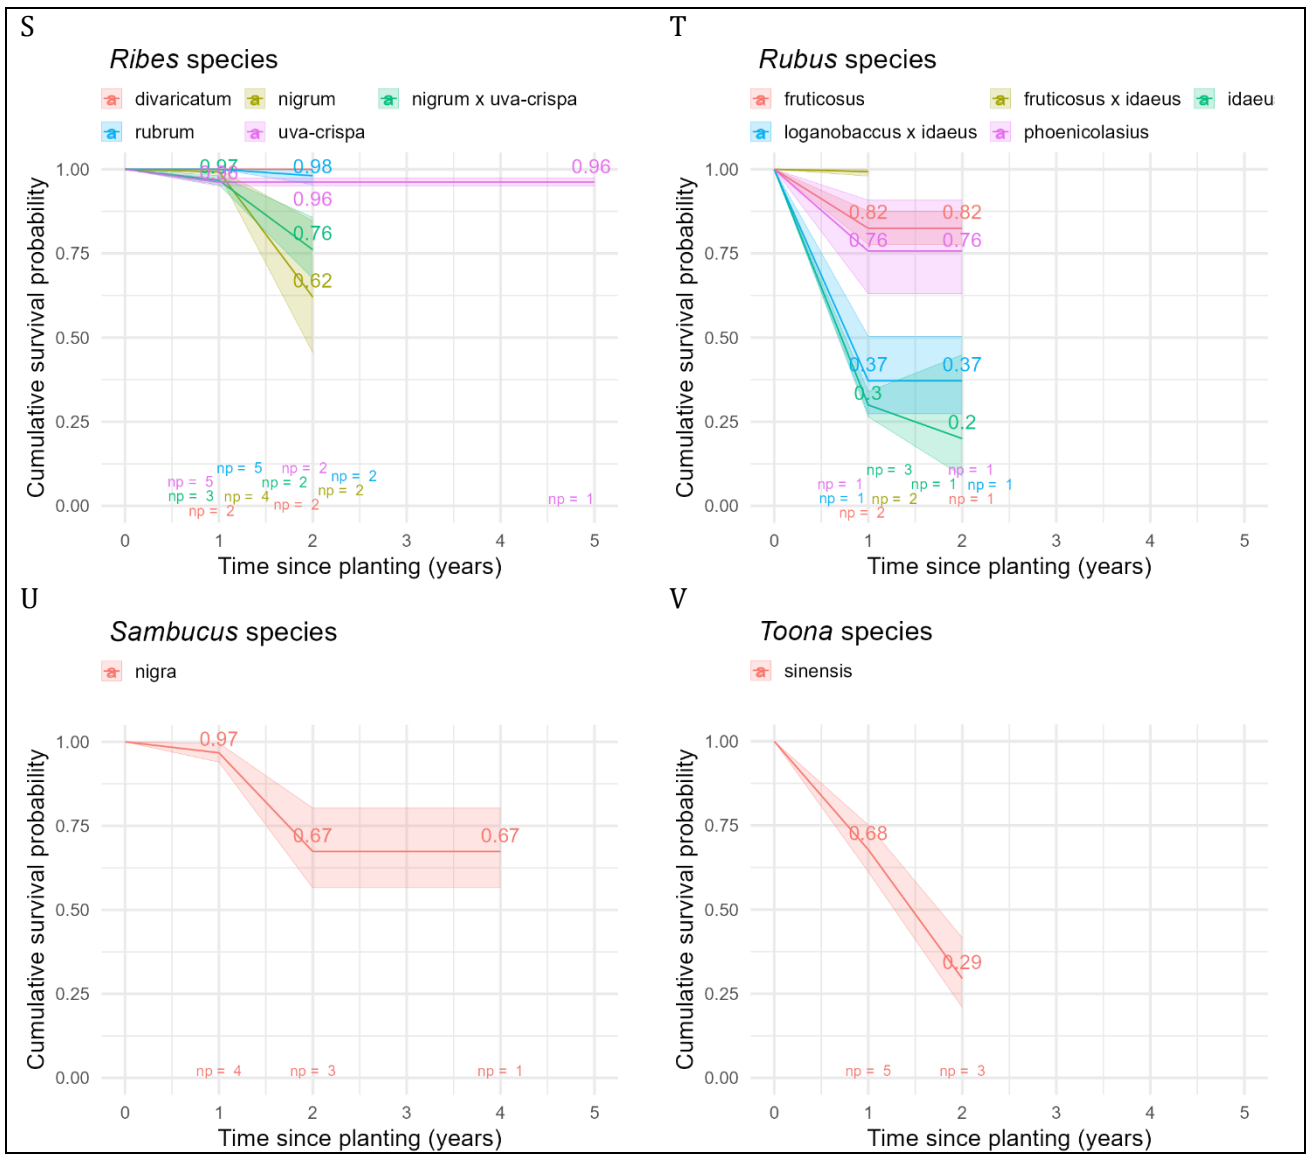 S
Ribes species
a divaricatum a nigrum a nigrum x uva-crispa
a rubrum a uva-crispa
Cumulative survival probability
1.00
0.75
0.50
0.25
0.00
0.97
0.98
0.96
0.96
0.76
0.62
np = 5
np = 2
np = 5
np = 2
np = 3
np = 2
np = 4
np = 2
np = 2
np = 2
np = 1
0 1 2 3 4 5
Time since planting (years)
T
Rubus species
a fruticosus a fruticosus x idaeus a idaeu
a loganobaccus x idaeus a phoenicolasius
Cumulative survival probability
1.00
0.75
0.50
0.25
0.00
0.82 0.82
0.76 0.76
0.37 0.37
0.3
0.2
np = 3
np = 1
np = 1
np = 1
np = 1
np = 1
np = 2
np = 1
np = 2
0 1 2 3 4 5
Time since planting (years)
U
Sambucus species
a nigra
Cumulative survival probability
1.00
0.75
0.50
0.25
0.00
0.97
0.67 0.67
np = 4 np = 3 np = 1
0 1 2 3 4 5
Time since planting (years)
V
Toona species
a sinensis
Cumulative survival probability
1.00
0.75
0.50
0.25
0.00
0.68
0.29
np = 5 np = 3
0 1 2 3 4 5
Time since planting (years)